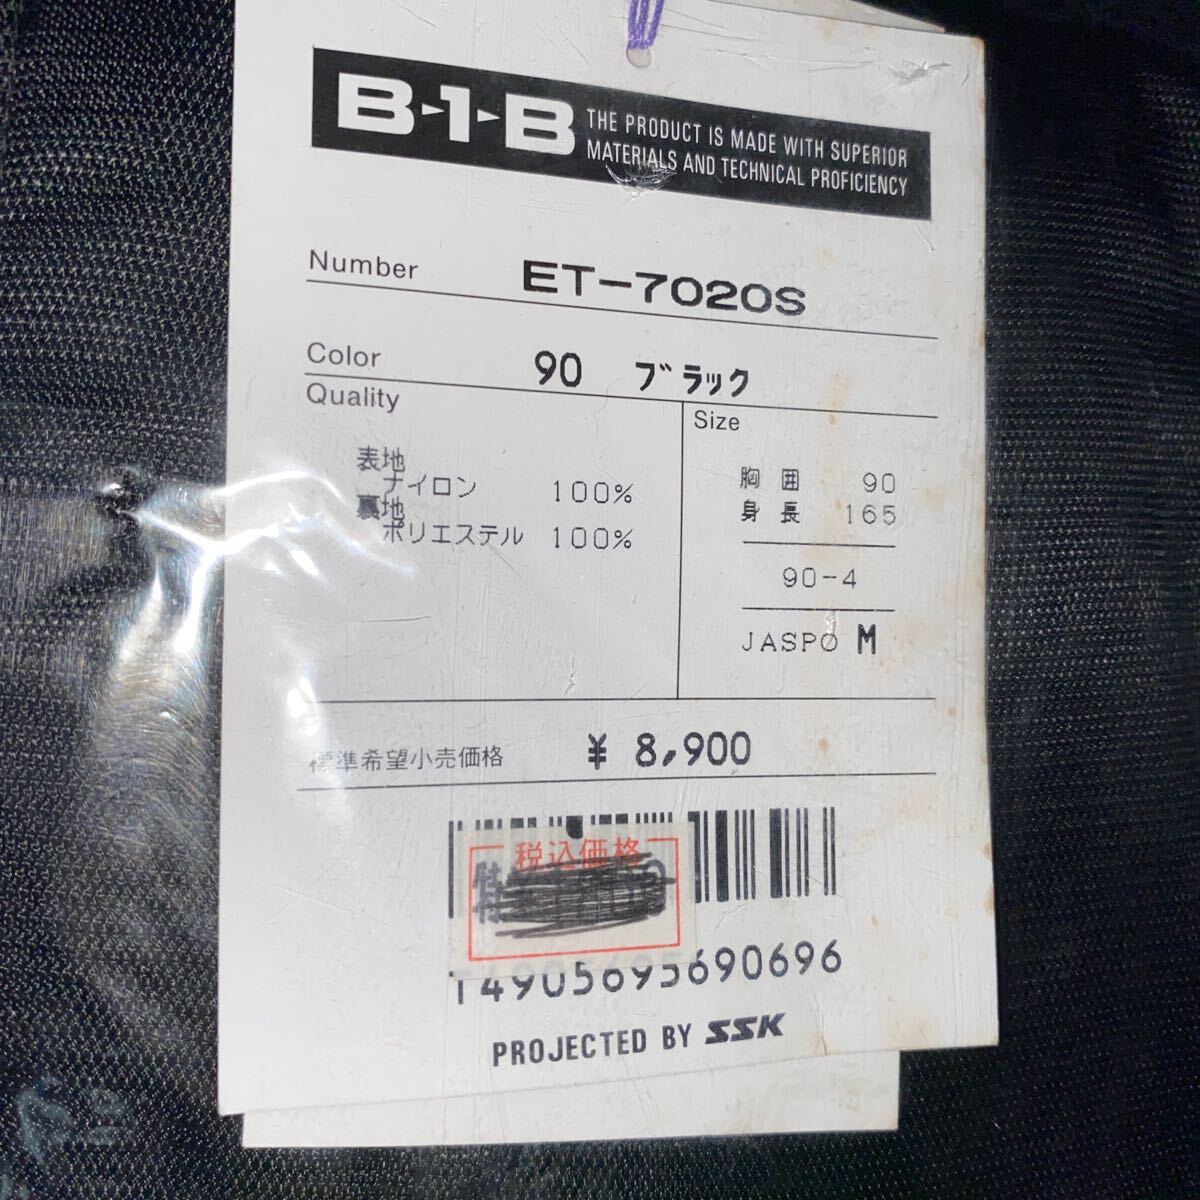 B-1-B
THE PRODUCT IS MADE WITH SUPERIOR
MATERIALS AND TECHNICAL PROFICIENCY
Number ET-7020S
Color 90 ブラック
Quality
表地
ナイロン 100%
裏地
ポリエステル 100%
Size
胸囲 90
身長 165
90-4
JASPO M
標準希望小売価格 ¥ 8,900
税込価格
T4905695690696
PROJECTED BY SSK